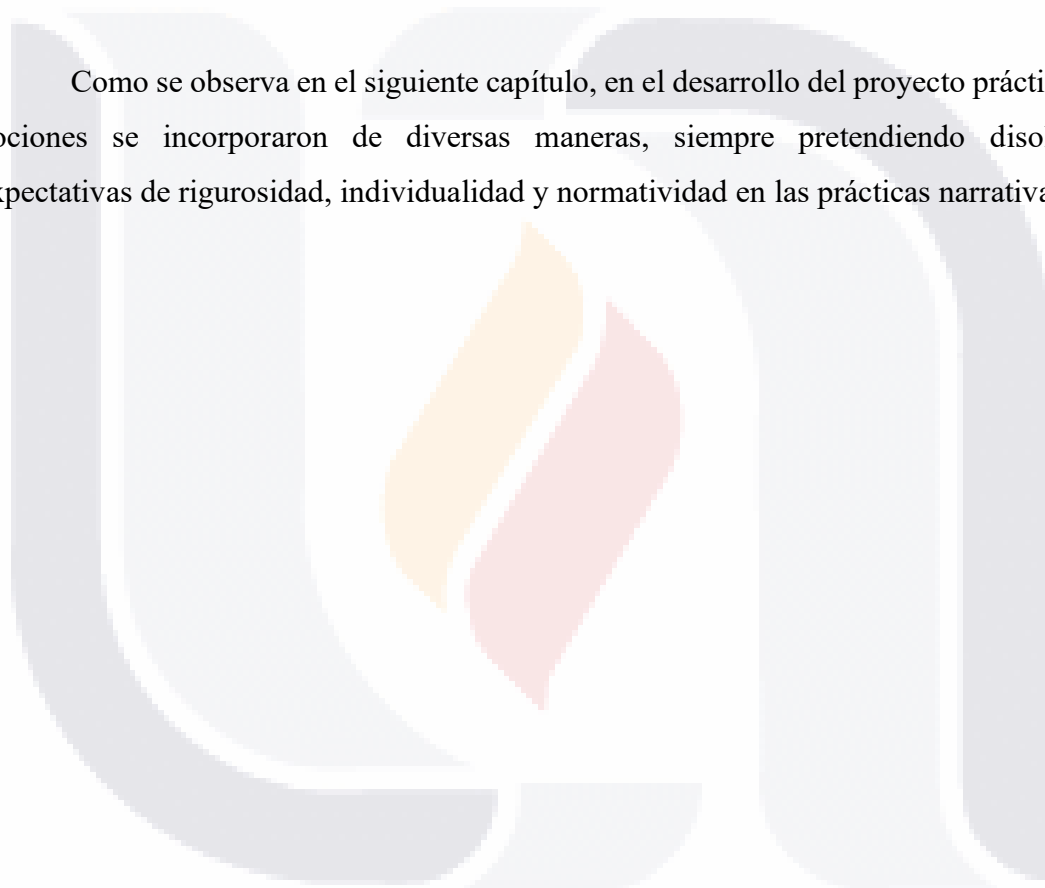 Como se observa en el siguiente capítulo, en el desarrollo del proyecto prácti
ociones se incorporaron de diversas maneras, siempre pretendiendo diso
xpectativas de rigurosidad, individualidad y normatividad en las prácticas narrativa